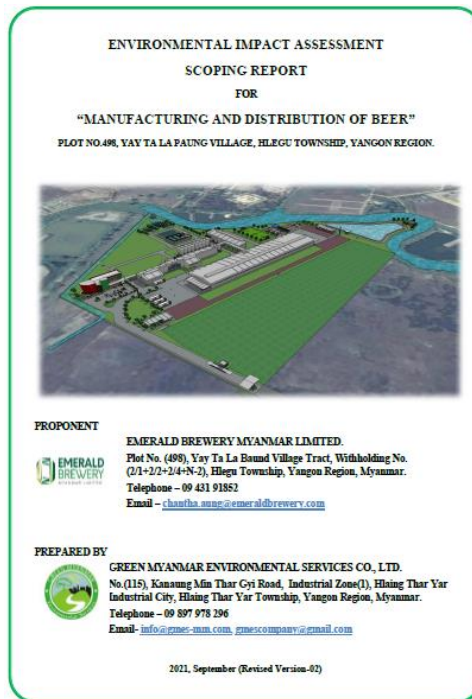 ENVIRONMENTAL IMPACT ASSESSMENT
SCOPING REPORT
FOR
“MANUFACTURING AND DISTRIBUTION OF BEER”
PLOT NO.498, YAY TA LA PAUNG VILLAGE, HLEGU TOWNSHIP, YANGON REGION.
PROPONENT
EMERALD BREWERY MYANMAR LIMITED.
Plot No. (498), Yay Ta La Baund Village Tract, Withholding No.
(2/1+2/2+2/4+N-2), Hlegu Township, Yangon Region, Myanmar.
Telephone – 09 431 91852
Email – chantha.aung@emeraldbrewery.com
EMERALD
BREWERY
MYANMAR LIMITED
PREPARED BY
GREEN MYANMAR ENVIRONMENTAL SERVICES CO., LTD.
No.(115), Kanaung Min Thar Gyi Road, Industrial Zone(1), Hlaing Thar Yar
Industrial City, Hlaing Thar Yar Township, Yangon Region, Myanmar.
Telephone – 09 897 978 296
Email- info@gmes-mm.com, gmescompany@gmail.com
2021, September (Revised Version-02)